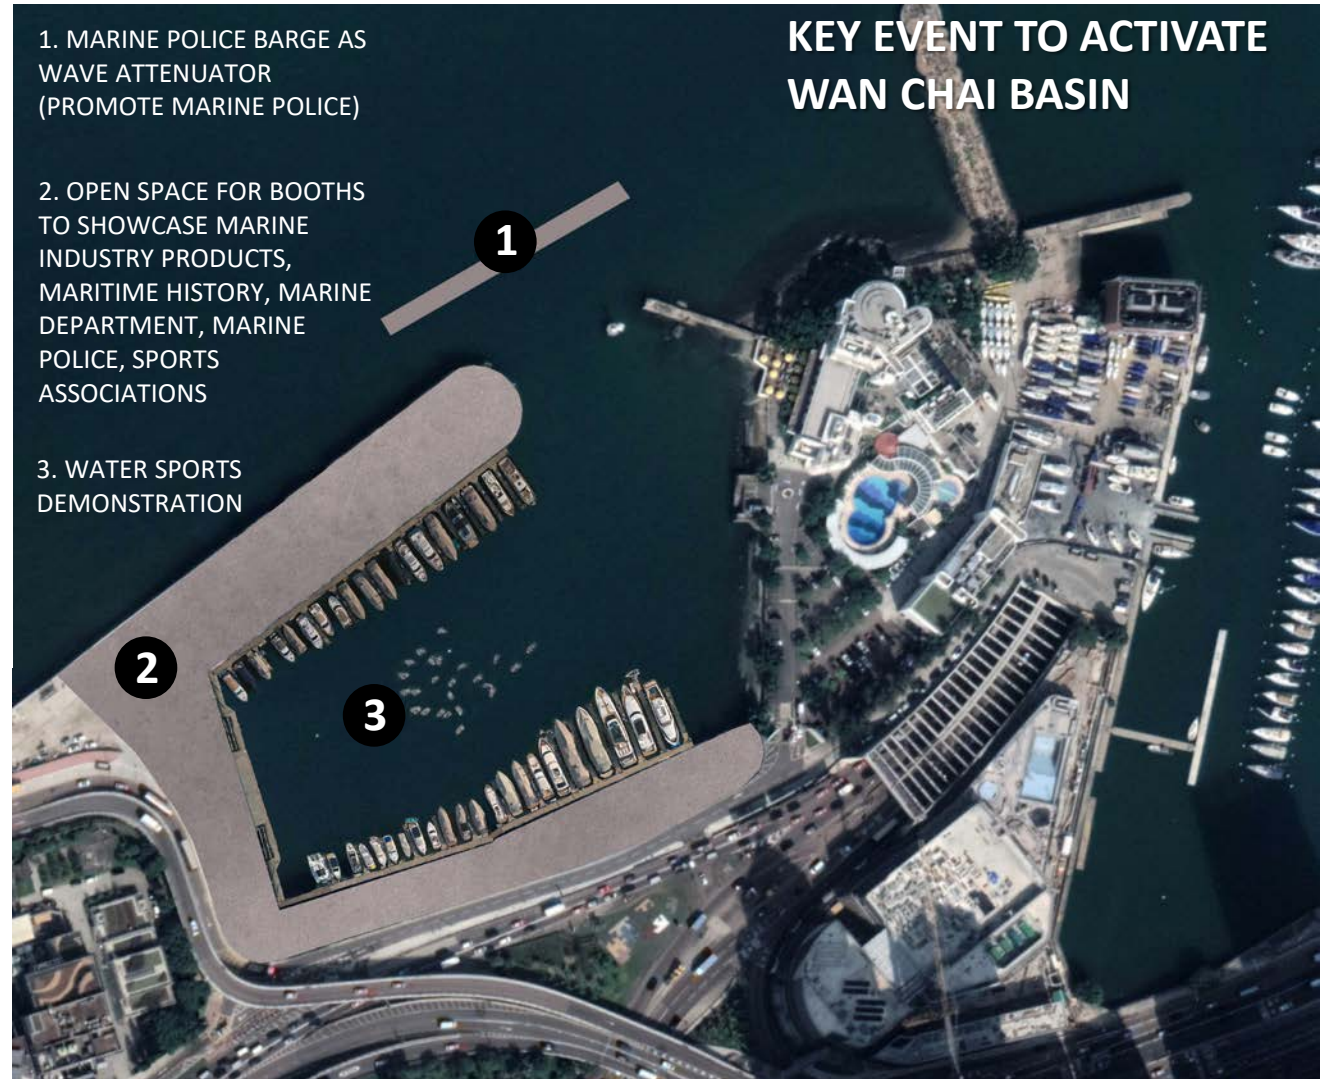 KEY EVENT TO ACTIVATE
WAN CHAI BASIN
1. MARINE POLICE BARGE AS
WAVE ATTENUATOR
(PROMOTE MARINE POLICE)
2. OPEN SPACE FOR BOOTHS
TO SHOWCASE MARINE
INDUSTRY PRODUCTS,
MARITIME HISTORY, MARINE
DEPARTMENT, MARINE
POLICE, SPORTS
ASSOCIATIONS
3. WATER SPORTS
DEMONSTRATION
1
2
3